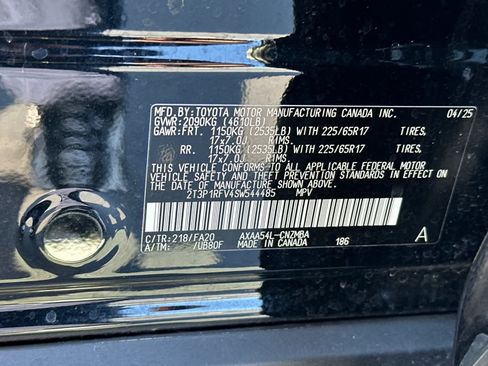 MFD.BY:TOYOTA MOTOR MANUFACTURING CANADA INC. 04/25
GVWR:2090KG (4610LB)
GAWR:FRT. 1150KG (2535LB) WITH 225/65R17 TIRES,
17x7.0J RIMS,
RR. 1150KG (2535LB) WITH 225/65R17 TIRES,
17x7.0J RIMS,
THIS VEHICLE CONFORMS TO ALL APPLICABLE FEDERAL MOTOR
VEHICLE SAFETY AND THEFT PREVENTION STANDARDS IN EFFECT
ON THE DATE OF MANUFACTURE SHOWN ABOVE.
2T3P1RFV4SW544485 MPV
C/TR:218/FA20 AXAA54L-CNZMBA A
A/TM: /UB80F MADE IN CANADA 186